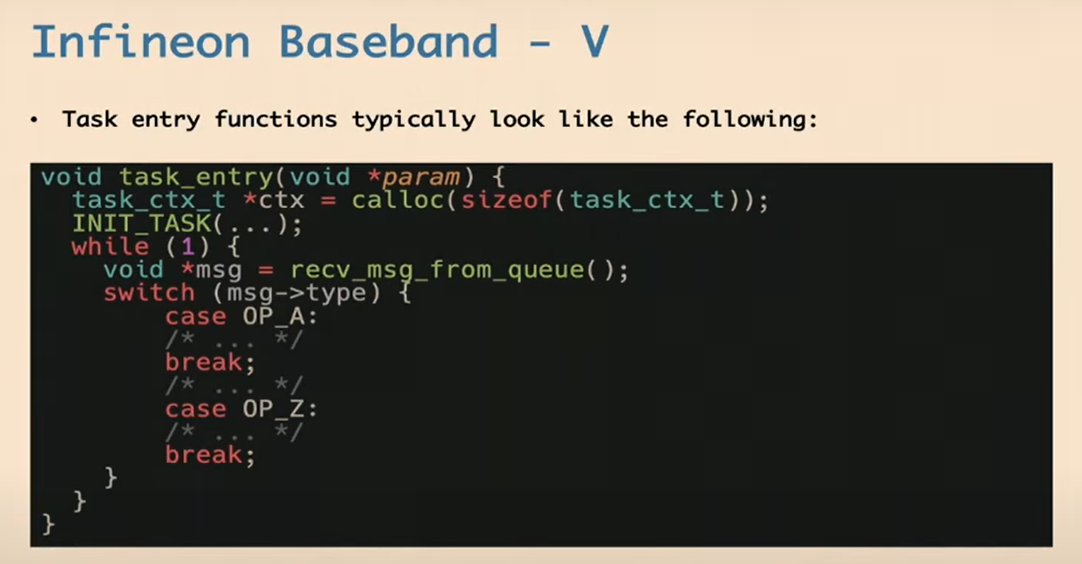 Infineon Baseband - V
• Task entry functions typically look like the following:
void task_entry(void *param) {
  task_ctx_t *ctx = calloc(sizeof(task_ctx_t));
  INIT_TASK(...);
  while (1) {
    void *msg = recv_msg_from_queue();
    switch (msg->type) {
        case OP_A:
        /* ... */
        break;
        /* ... */
        case OP_Z:
        /* ... */
        break;
    }
  }
}